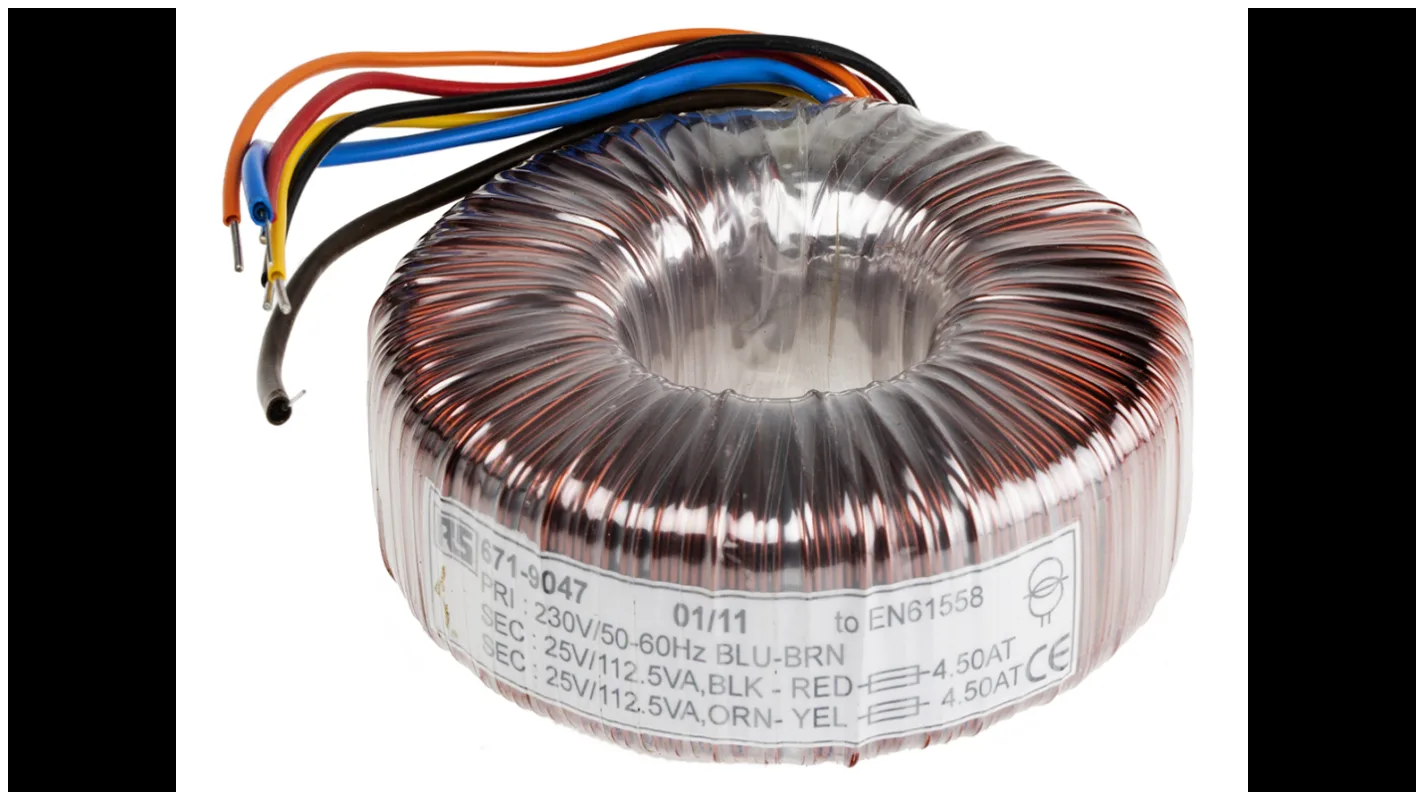 RS 671-9047 01/11 to EN61558
PRI : 230V/50-60Hz BLU-BRN
SEC : 25V/112.5VA,BLK - RED 4.50AT
SEC : 25V/112.5VA,ORN- YEL 4.50AT
CE